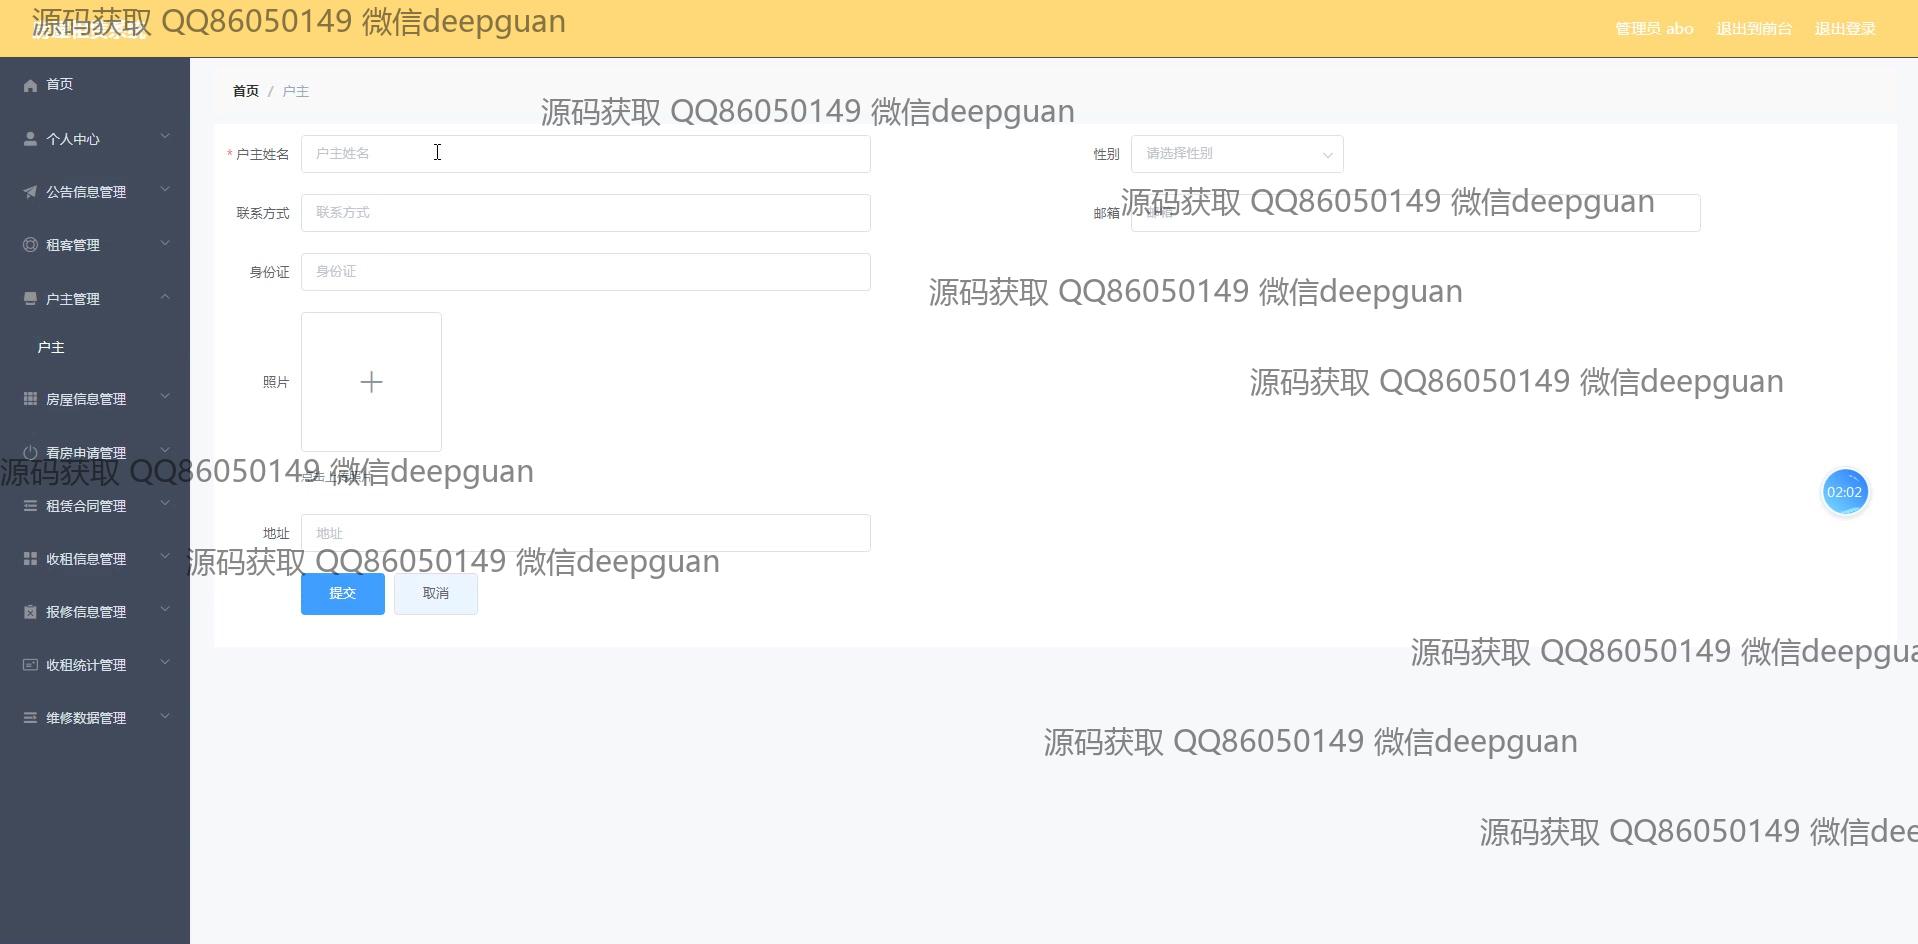 源码获取 QQ86050149 微信deepguan
管理员 abo
退出到前台
退出登录
首页
个人中心
公告信息管理
租客管理
户主管理
户主
房屋信息管理
看房申请管理
租赁合同管理
收租信息管理
报修信息管理
收租统计管理
维修数据管理
首页 / 户主
源码获取 QQ86050149 微信deepguan
* 户主姓名 户主姓名
性别 请选择性别
源码获取 QQ86050149 微信deepguan
联系方式 联系方式
邮箱 邮箱
身份证 身份证
源码获取 QQ86050149 微信deepguan
照片
源码获取 QQ86050149 微信deepguan
源码获取 QQ86050149 微信deepguan
点击上传照片
02:02
地址 地址
源码获取 QQ86050149 微信deepguan
提交 取消
源码获取 QQ86050149 微信deepgua
源码获取 QQ86050149 微信deepguan
源码获取 QQ86050149 微信dee